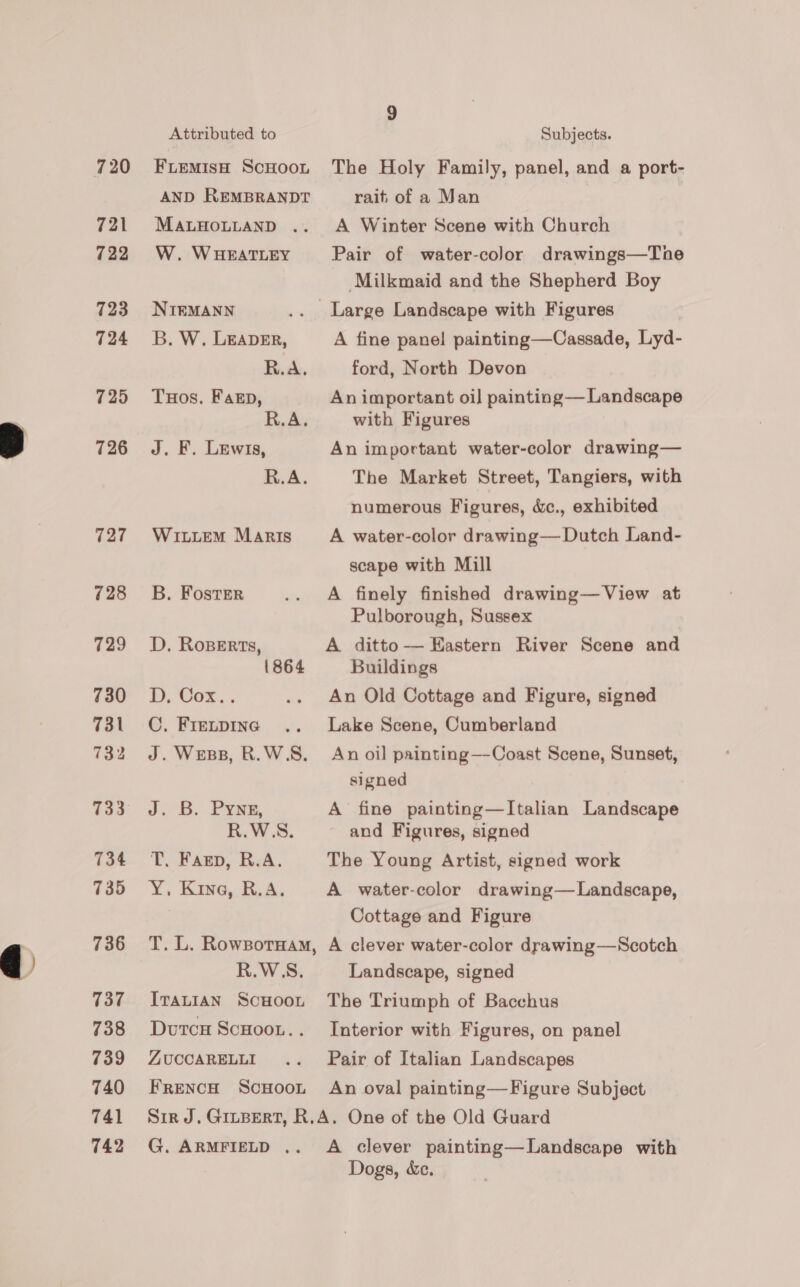 9
Attributed to Subjects.
720 FLEMISH SCHOOL The Holy Family, panel, and a port-
AND REMBRANDT rait of a Man
721 MALHOLLAND .. A Winter Scene with Church
722 W. WHEATLEY Pair of water-color drawings—The
Milkmaid and the Shepherd Boy
723 NIEMANN .. Large Landscape with Figures
724 B. W. LEADER, A fine panel painting—Cassade, Lyd-
R.A. ford, North Devon
725 THOS. FAED, An important oil painting—Landscape
R.A. with Figures
726 J. F. LEWIS, An important water-color drawing—
R.A. The Market Street, Tangiers, with
numerous Figures, &c., exhibited
727 WILLEM MARIS A water-color drawing—Dutch Land-
scape with Mill
728 B. FOSTER .. A finely finished drawing—View at
Pulborough, Sussex
729 D. ROBERTS, A ditto — Eastern River Scene and
1864 Buildings
730 D. COX.. .. An Old Cottage and Figure, signed
731 C. FIELDING .. Lake Scene, Cumberland
732 J. WEBB, R.W.S. An oil painting—Coast Scene, Sunset,
signed
733 J. B. PYNE, A fine painting—Italian Landscape
R.W.S. and Figures, signed
734 T. FAED, R.A. The Young Artist, signed work
735 Y. KING, R.A. A water-color drawing—Landscape,
Cottage and Figure
736 T. L. ROWBOTHAM, A clever water-color drawing—Scotch
R.W.S. Landscape, signed
737 ITALIAN SCHOOL The Triumph of Bacchus
738 DUTCH SCHOOL.. Interior with Figures, on panel
739 ZUCCARELLI .. Pair of Italian Landscapes
740 FRENCH SCHOOL An oval painting—Figure Subject
741 SIR J. GILBERT, R.A. One of the Old Guard
742 G. ARMFIELD .. A clever painting—Landscape with
Dogs, &c.